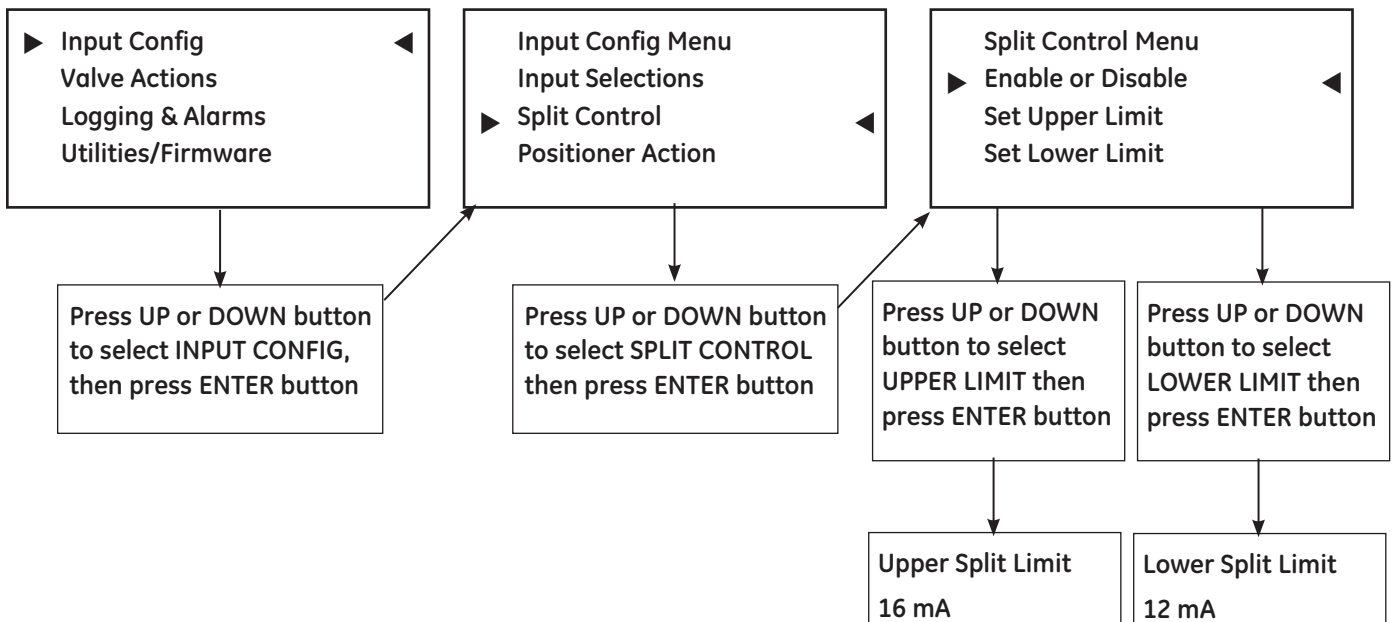 Input Config
Valve Actions
Logging & Alarms
Utilities/Firmware
Input Config Menu
Input Selections
Split Control
Positioner Action
Split Control Menu
Enable or Disable
Set Upper Limit
Set Lower Limit
Press UP or DOWN button
to select INPUT CONFIG,
then press ENTER button
Press UP or DOWN button
to select SPLIT CONTROL
then press ENTER button
Press UP or DOWN
button to select
UPPER LIMIT then
press ENTER button
Press UP or DOWN
button to select
LOWER LIMIT then
press ENTER button
Upper Split Limit
16 mA
Lower Split Limit
12 mA